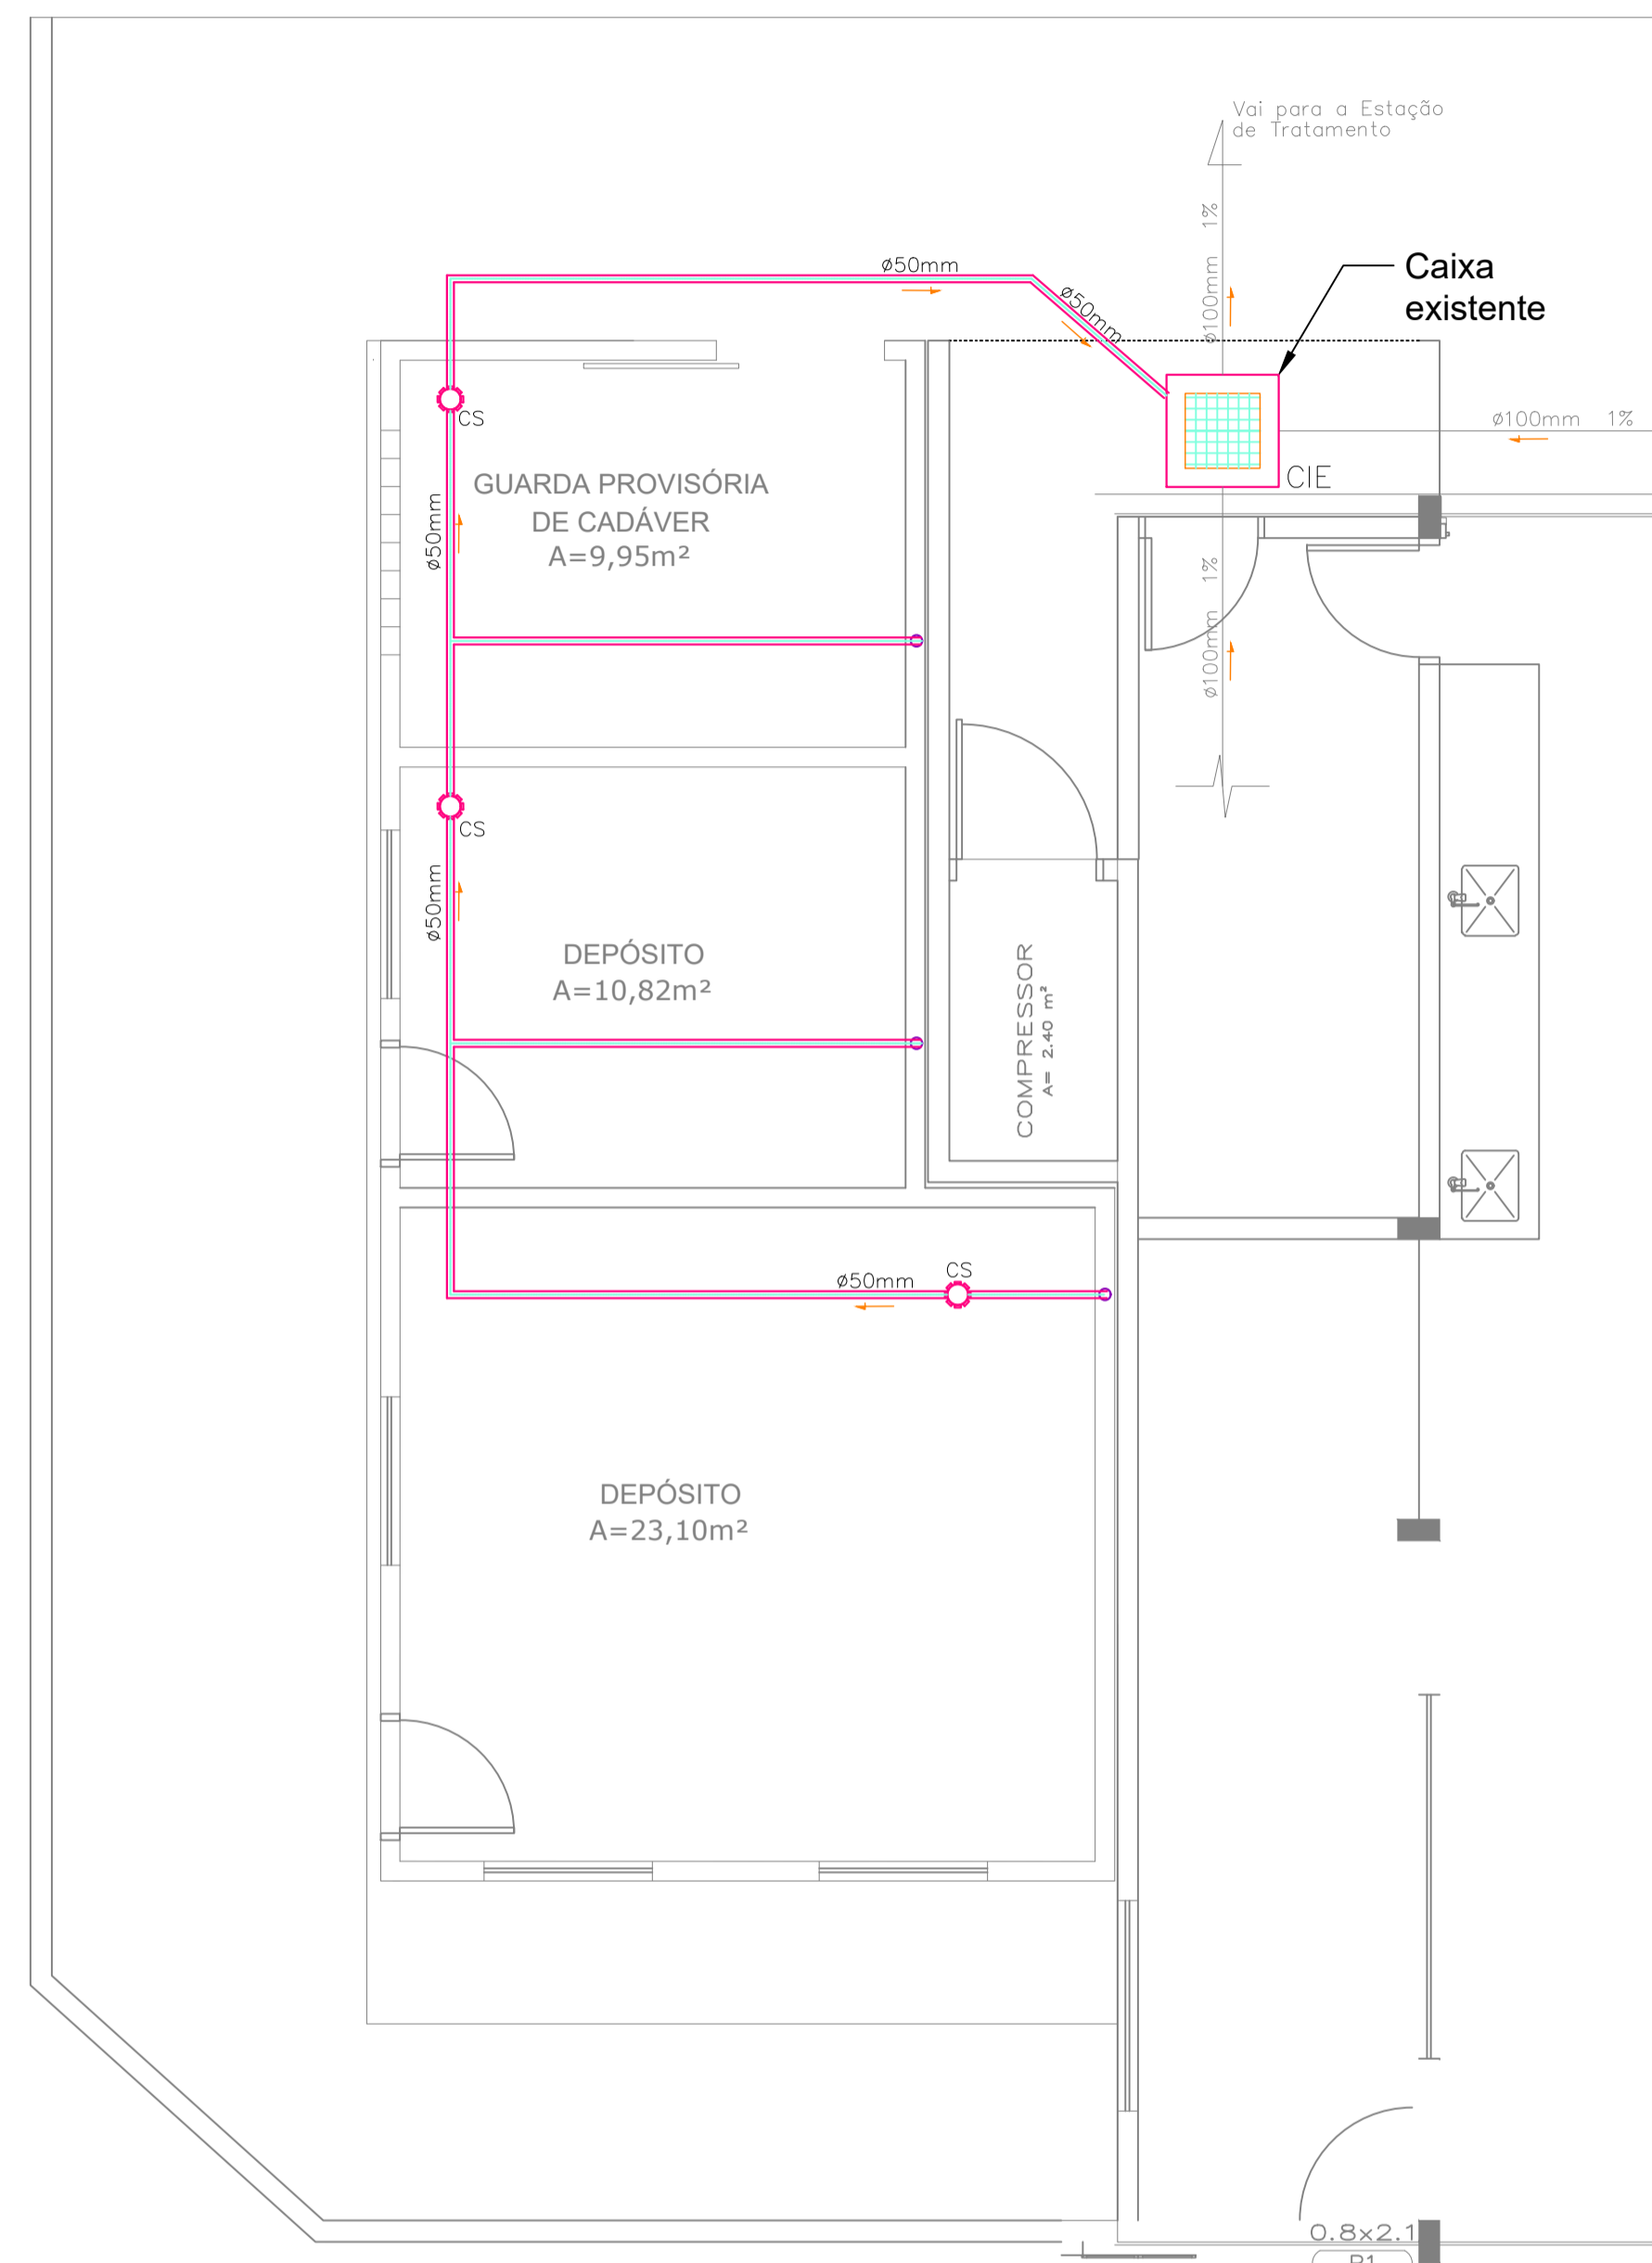 Vai para a Estação
de Tratamento
ø100mm 1%
Caixa
existente
ø50mm
ø50mm
CS
ø100mm 1%
CIE
GUARDA PROVISÓRIA
DE CADÁVER
A=9,95m²
ø50mm
ø100mm 1%
CS
ø50mm
DEPÓSITO
A=10,82m²
COMPRESSOR
A= 2.40 m²
CS
ø50mm
DEPÓSITO
A=23,10m²
0.8x2.1